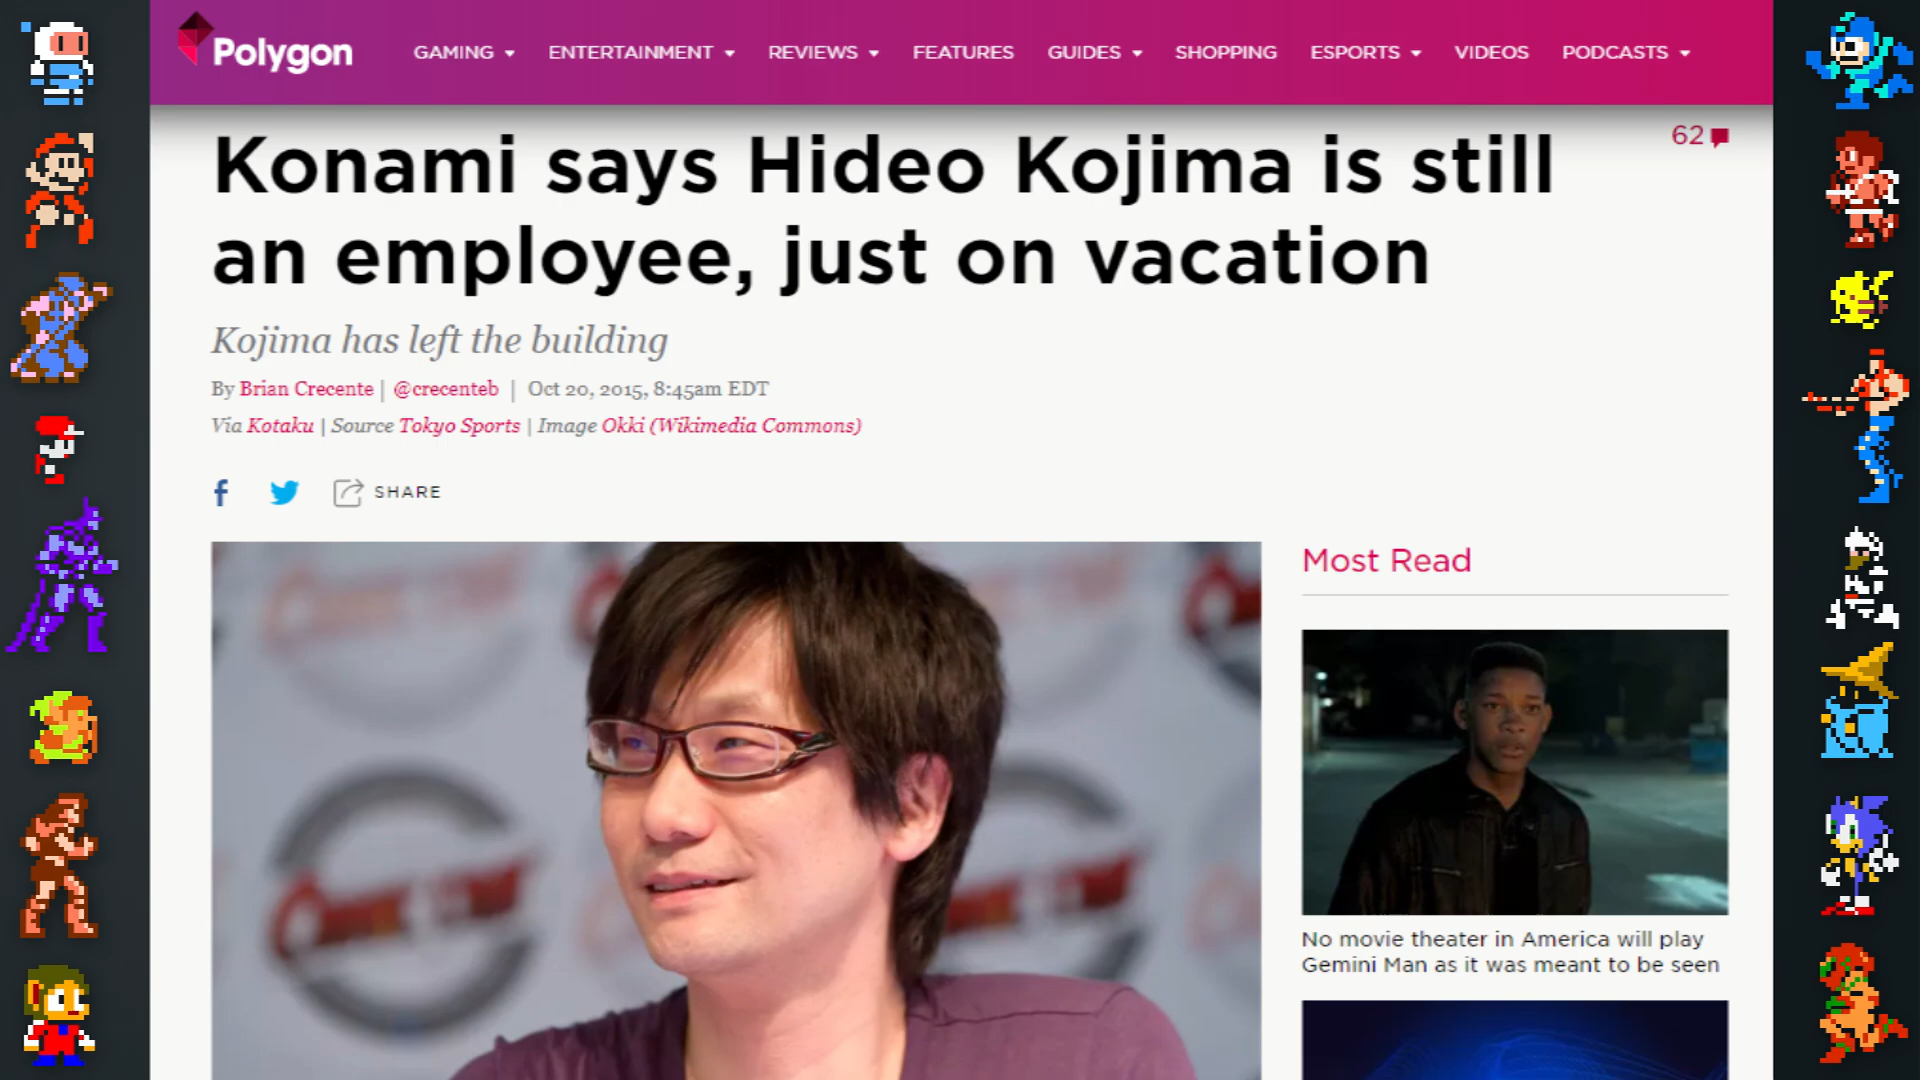 Polygon
GAMING
ENTERTAINMENT
REVIEWS
FEATURES
GUIDES
SHOPPING
ESPORTS
VIDEOS
PODCASTS
Konami says Hideo Kojima is still
an employee, just on vacation
62
Kojima has left the building
By Brian Crecente | @crecenteb | Oct 20, 2015, 8:45am EDT
Via Kotaku | Source Tokyo Sports | Image Okki (Wikimedia Commons)
SHARE
Most Read
No movie theater in America will play
Gemini Man as it was meant to be seen